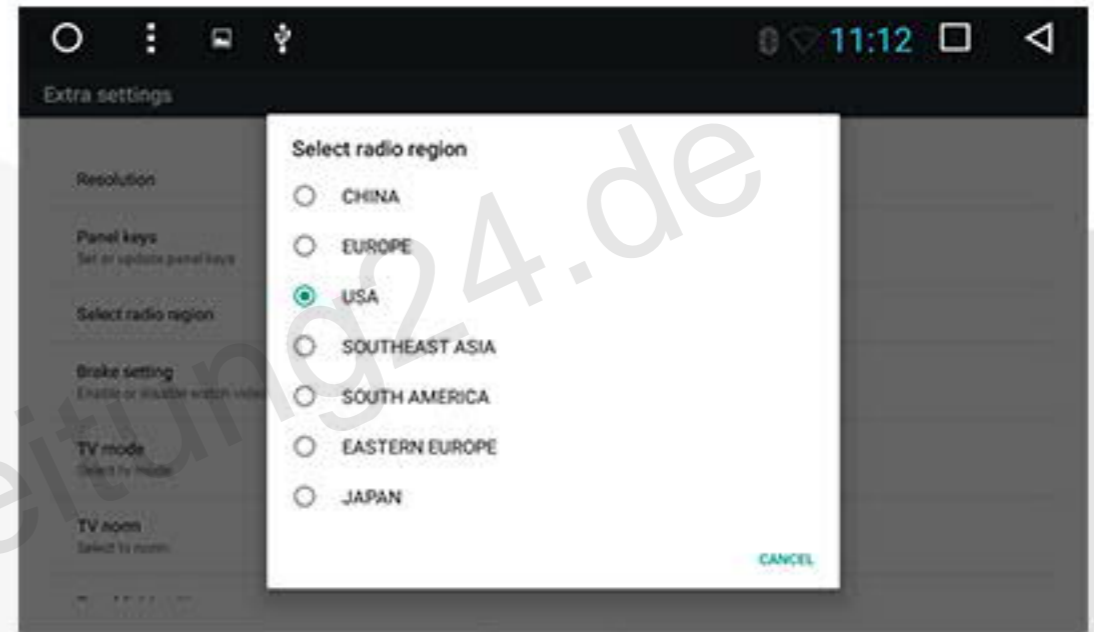 11:12
Extra settings
Select radio region
CHINA
EUROPE
USA
SOUTHEAST ASIA
SOUTH AMERICA
EASTERN EUROPE
JAPAN
CANCEL
Resolution
Panel keys
Set or update panel keys
Select radio region
Brake setting
Enable or disable watch video
TV mode
Select tv mode
TV norm
Select tv norm
eitung24.de